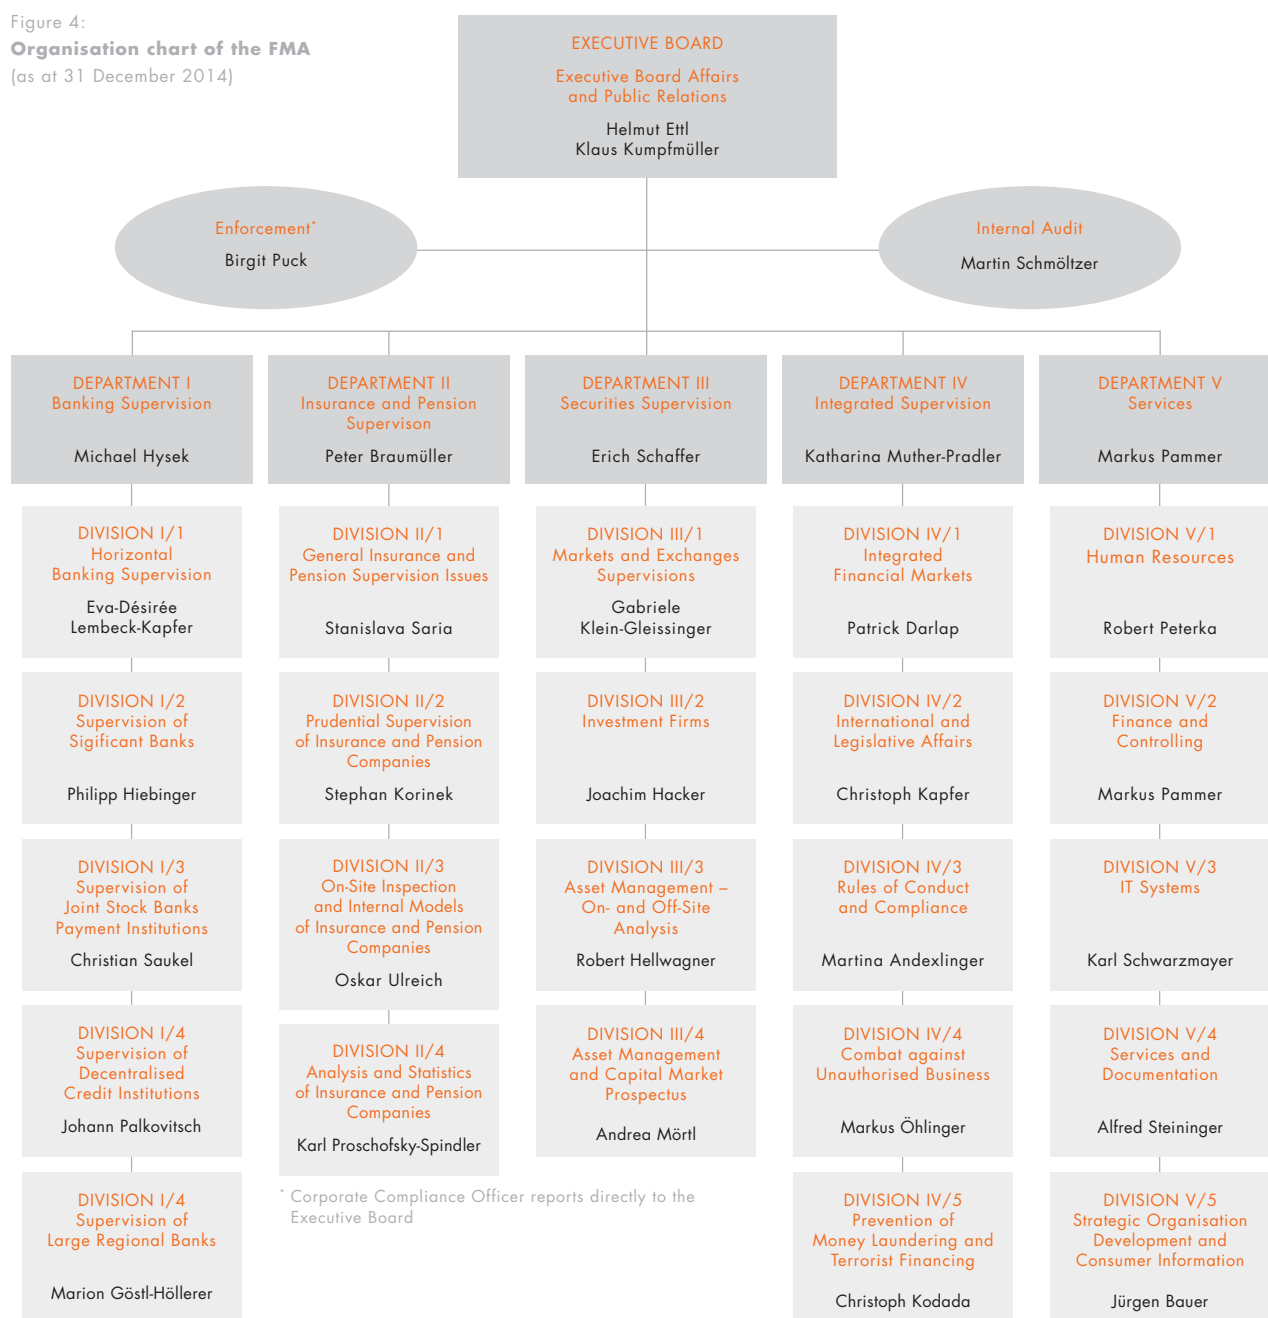 Figure 4:
Organisation chart of the FMA
(as at 31 December 2014)
EXECUTIVE BOARD
Executive Board Affairs
and Public Relations
Helmut Ettl
Klaus Kumpfmüller
Enforcement*
Birgit Puck
Internal Audit
Martin Schmöltzer
DEPARTMENT I
Banking Supervision
Michael Hysek
DEPARTMENT II
Insurance and Pension
Supervison
Peter Braumüller
DEPARTMENT III
Securities Supervision
Erich Schaffer
DEPARTMENT IV
Integrated Supervision
Katharina Muther-Pradler
DEPARTMENT V
Services
Markus Pammer
DIVISION I/1
Horizontal
Banking Supervision
Eva-Désirée
Lembeck-Kapfer
DIVISION I/2
Supervision of
Sigificant Banks
Philipp Hiebinger
DIVISION I/3
Supervision of
Joint Stock Banks
Payment Institutions
Christian Saukel
DIVISION I/4
Supervision of
Decentralised
Credit Institutions
Johann Palkovitsch
DIVISION I/4
Supervision of
Large Regional Banks
Marion Göstl-Höllerer
DIVISION II/1
General Insurance and
Pension Supervision Issues
Stanislava Saria
DIVISION II/2
Prudential Supervision
of Insurance and Pension
Companies
Stephan Korinek
DIVISION II/3
On-Site Inspection
and Internal Models
of Insurance and Pension
Companies
Oskar Ulreich
DIVISION II/4
Analysis and Statistics
of Insurance and Pension
Companies
Karl Proschofsky-Spindler
DIVISION III/1
Markets and Exchanges
Supervisions
Gabriele
Klein-Gleissinger
DIVISION III/2
Investment Firms
Joachim Hacker
DIVISION III/3
Asset Management –
On- and Off-Site
Analysis
Robert Hellwagner
DIVISION III/4
Asset Management
and Capital Market
Prospectus
Andrea Mörtl
DIVISION IV/1
Integrated
Financial Markets
Patrick Darlap
DIVISION IV/2
International and
Legislative Affairs
Christoph Kapfer
DIVISION IV/3
Rules of Conduct
and Compliance
Martina Andexlinger
DIVISION IV/4
Combat against
Unauthorised Business
Markus Öhlinger
DIVISION IV/5
Prevention of
Money Laundering and
Terrorist Financing
Christoph Kodada
DIVISION V/1
Human Resources
Robert Peterka
DIVISION V/2
Finance and
Controlling
Markus Pammer
DIVISION V/3
IT Systems
Karl Schwarzmayer
DIVISION V/4
Services and
Documentation
Alfred Steininger
DIVISION V/5
Strategic Organisation
Development and
Consumer Information
Jürgen Bauer
* Corporate Compliance Officer reports directly to the
Executive Board